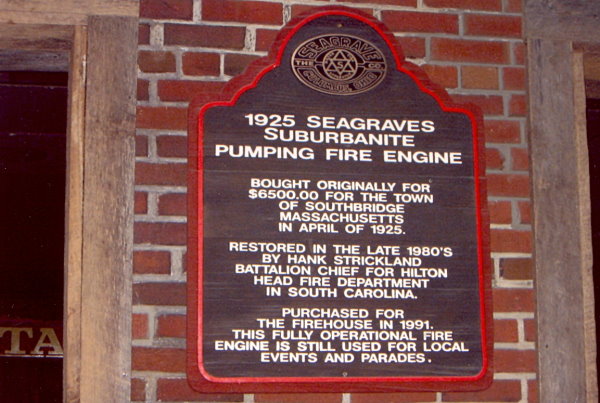 SEAGRAVE
THE CO
COLUMBUS OHIO
1925 SEAGRAVES
SUBURBANITE
PUMPING FIRE ENGINE
BOUGHT ORIGINALLY FOR
$6500.00 FOR THE TOWN
OF SOUTHBRIDGE
MASSACHUSETTS
IN APRIL OF 1925.
RESTORED IN THE LATE 1980'S
BY HANK STRICKLAND
BATTALION CHIEF FOR HILTON
HEAD FIRE DEPARTMENT
IN SOUTH CAROLINA.
PURCHASED FOR
THE FIREHOUSE IN 1991.
THIS FULLY OPERATIONAL FIRE
ENGINE IS STILL USED FOR LOCAL
EVENTS AND PARADES.
TA